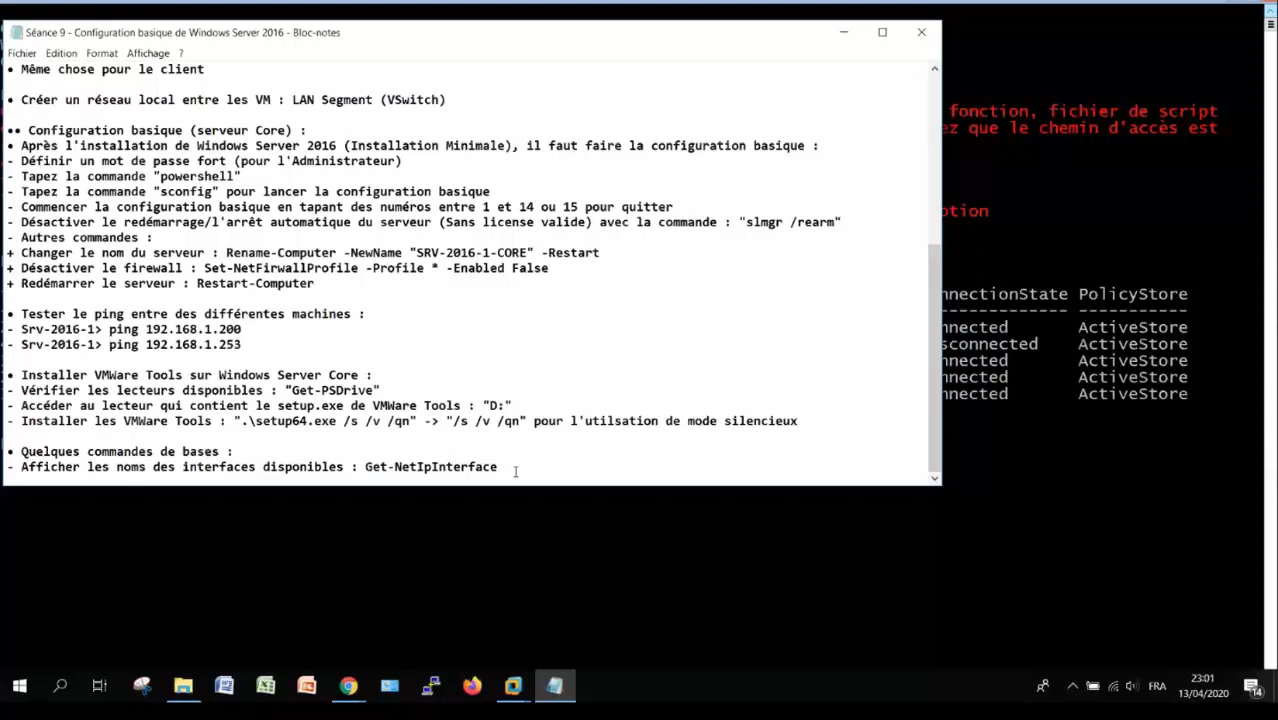 Séance 9 - Configuration basique de Windows Server 2016 - Bloc-notes
Fichier Edition Format Affichage ?
• Même chose pour le client
• Créer un réseau local entre les VM : LAN Segment (VSwitch)
•• Configuration basique (serveur Core) :
• Après l'installation de Windows Server 2016 (Installation Minimale), il faut faire la configuration basique :
- Définir un mot de passe fort (pour l'Administrateur)
- Tapez la commande "powershell"
- Tapez la commande "sconfig" pour lancer la configuration basique
- Commencer la configuration basique en tapant des numéros entre 1 et 14 ou 15 pour quitter
- Désactiver le redémarrage/l'arrêt automatique du serveur (Sans license valide) avec la commande : "slmgr /rearm"
- Autres commandes :
+ Changer le nom du serveur : Rename-Computer -NewName "SRV-2016-1-CORE" -Restart
+ Désactiver le firewall : Set-NetFirwallProfile -Profile * -Enabled False
+ Redémarrer le serveur : Restart-Computer
• Tester le ping entre des différentes machines :
- Srv-2016-1> ping 192.168.1.200
- Srv-2016-1> ping 192.168.1.253
• Installer VMWare Tools sur Windows Server Core :
- Vérifier les lecteurs disponibles : "Get-PSDrive"
- Accéder au lecteur qui contient le setup.exe de VMWare Tools : "D:"
- Installer les VMWare Tools : ".\setup64.exe /s /v /qn" -> "/s /v /qn" pour l'utilsation de mode silencieux
• Quelques commandes de bases :
- Afficher les noms des interfaces disponibles : Get-NetIpInterface
fonction, fichier de script
ez que le chemin d'accès est
ption
nnectionState PolicyStore
------------- -----------
nnected ActiveStore
sconnected ActiveStore
nnected ActiveStore
nnected ActiveStore
nnected ActiveStore
FRA
23:01
13/04/2020
14